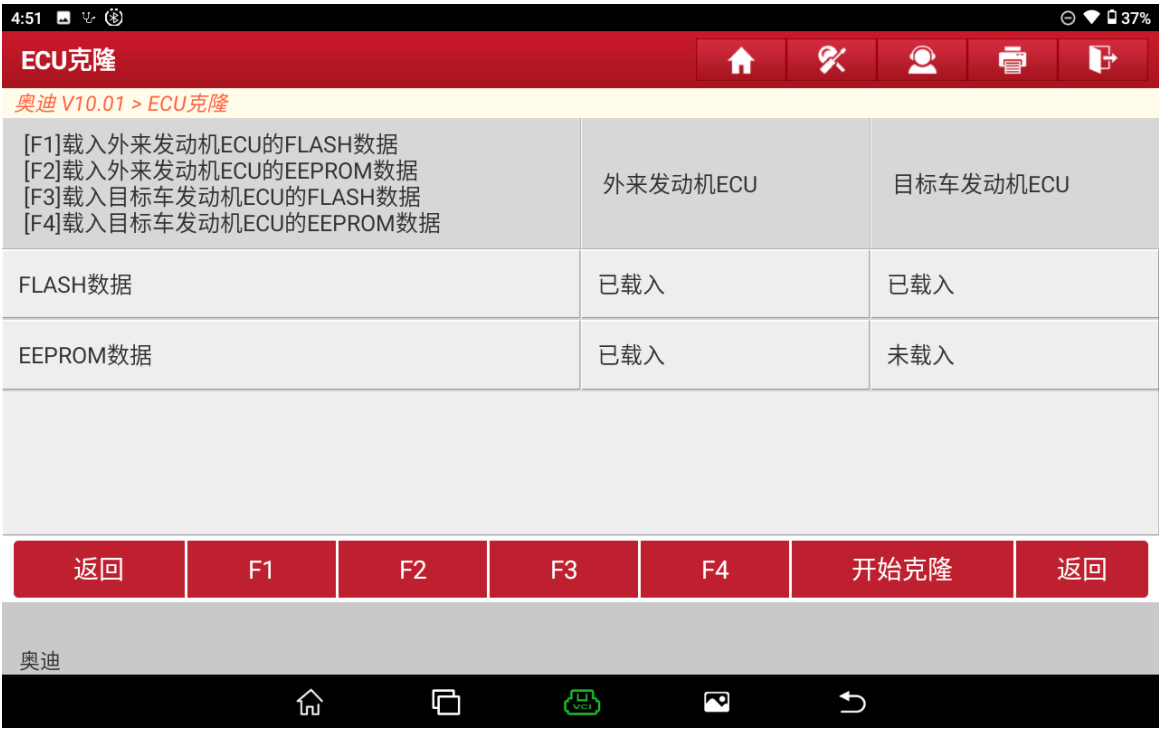 4:51
37%
ECU克隆
奥迪 V10.01 > ECU克隆
[F1]载入外来发动机ECU的FLASH数据
[F2]载入外来发动机ECU的EEPROM数据
[F3]载入目标车发动机ECU的FLASH数据
[F4]载入目标车发动机ECU的EEPROM数据
外来发动机ECU
目标车发动机ECU
FLASH数据
已载入
已载入
EEPROM数据
已载入
未载入
返回
F1
F2
F3
F4
开始克隆
返回
奥迪
VCI